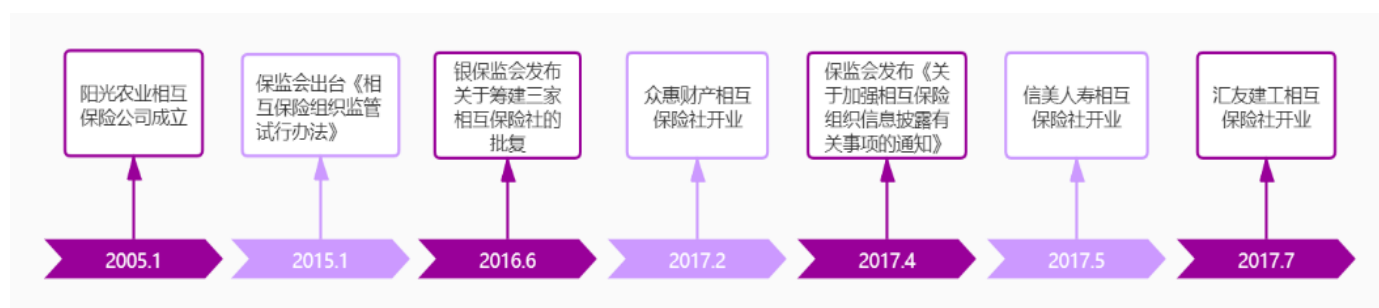 阳光农业相互
保险公司成立
保监会出台《相
互保险组织监管
试行办法》
银保监会发布
关于筹建三家
相互保险社的
批复
众惠财产相互
保险社开业
保监会发布《关
于加强相互保险
组织信息披露有
关事项的通知》
信美人寿相互
保险社开业
汇友建工相互
保险社开业
2005.1
2015.1
2016.6
2017.2
2017.4
2017.5
2017.7